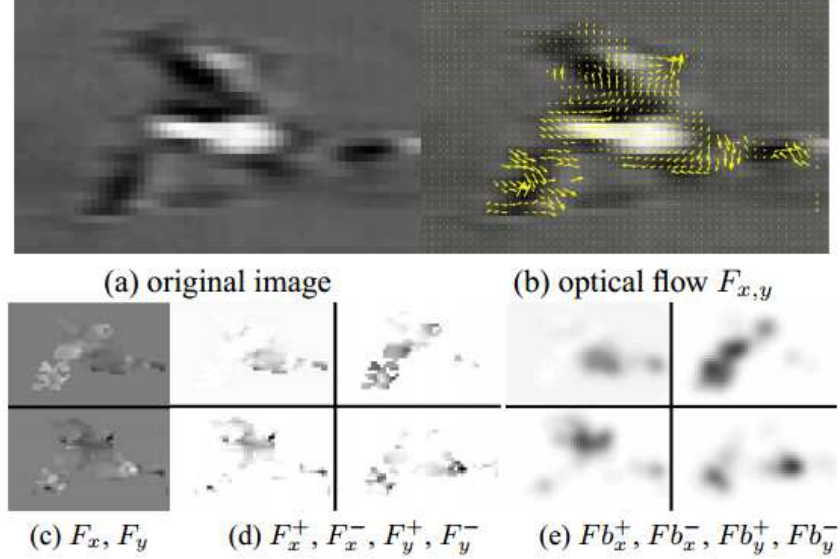 (a) original image
(b) optical flow $F_{x,y}$
(c) $F_x, F_y$
(d) $F_x^+, F_x^-, F_y^+, F_y^-$
(e) $Fb_x^+, Fb_x^-, Fb_y^+, Fb_y^-$